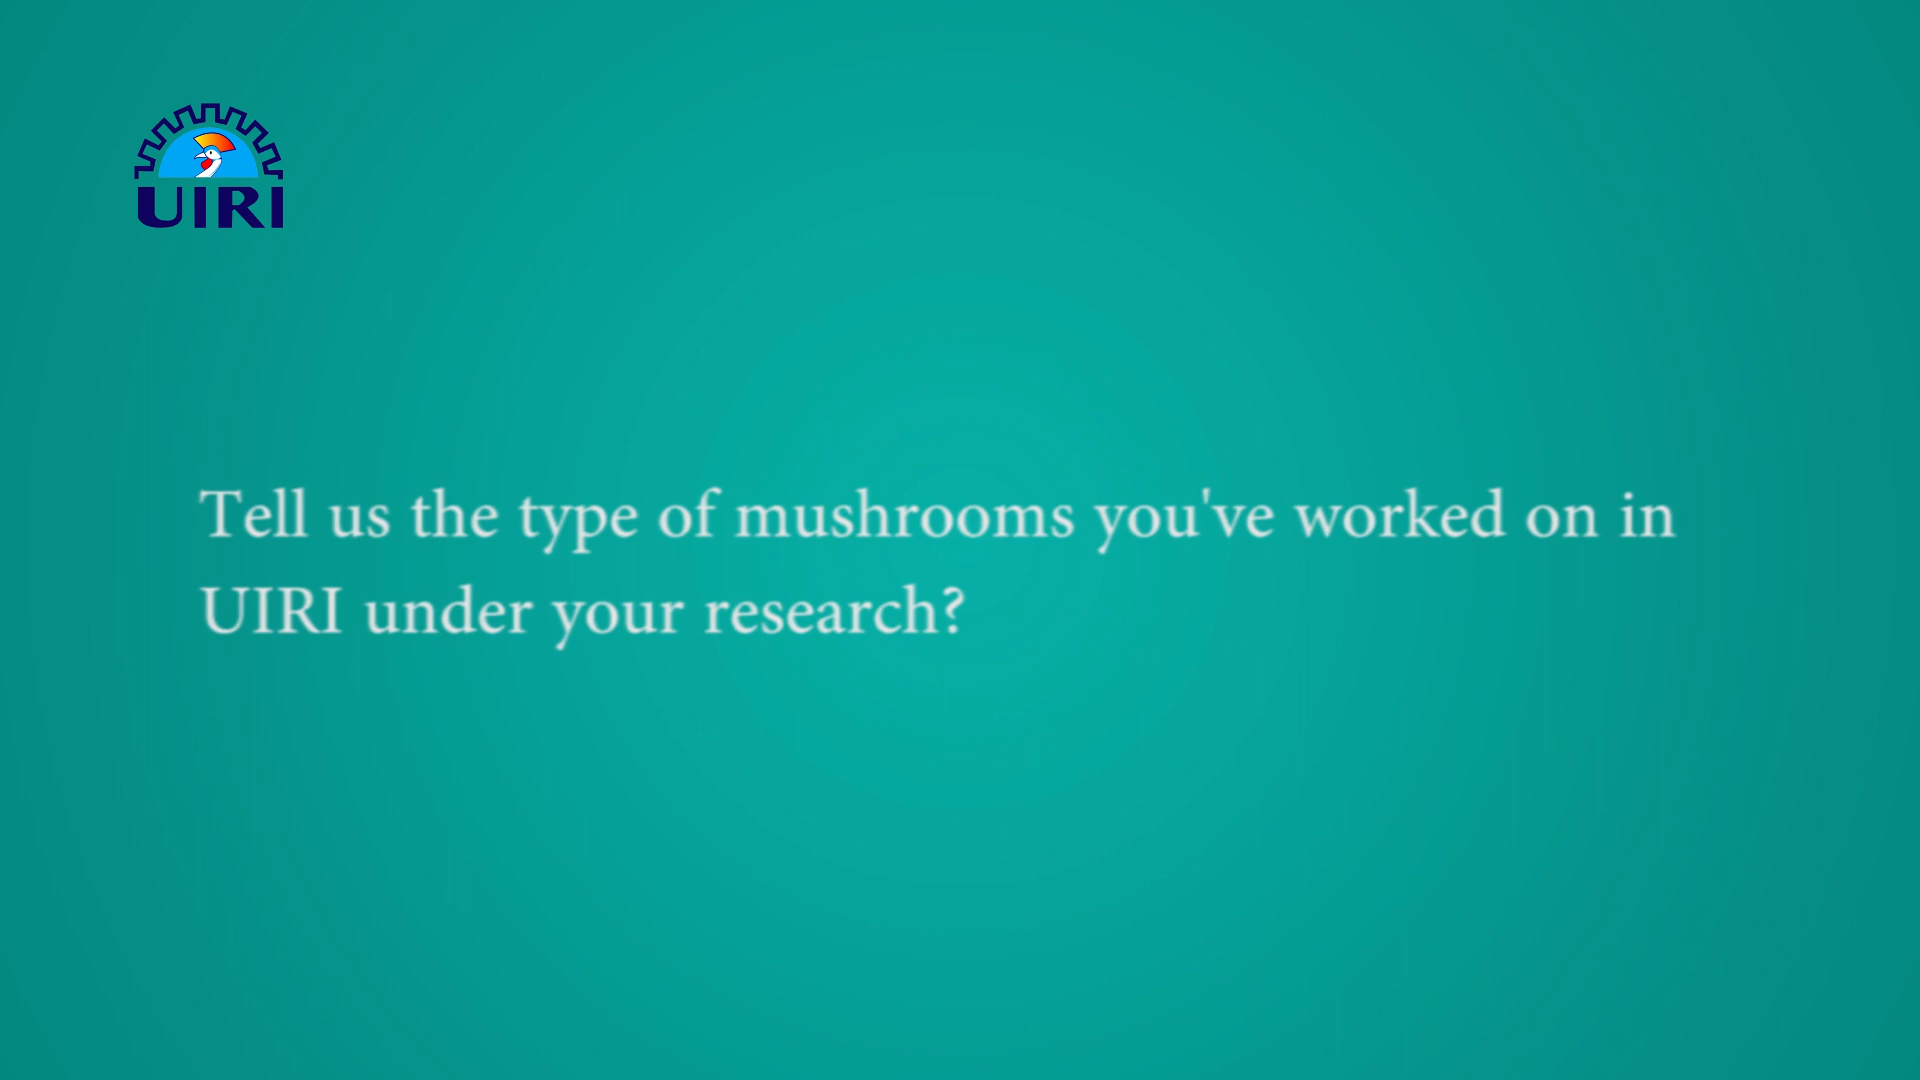 UIRI
Tell us the type of mushrooms you've worked on in
UIRI under your research?